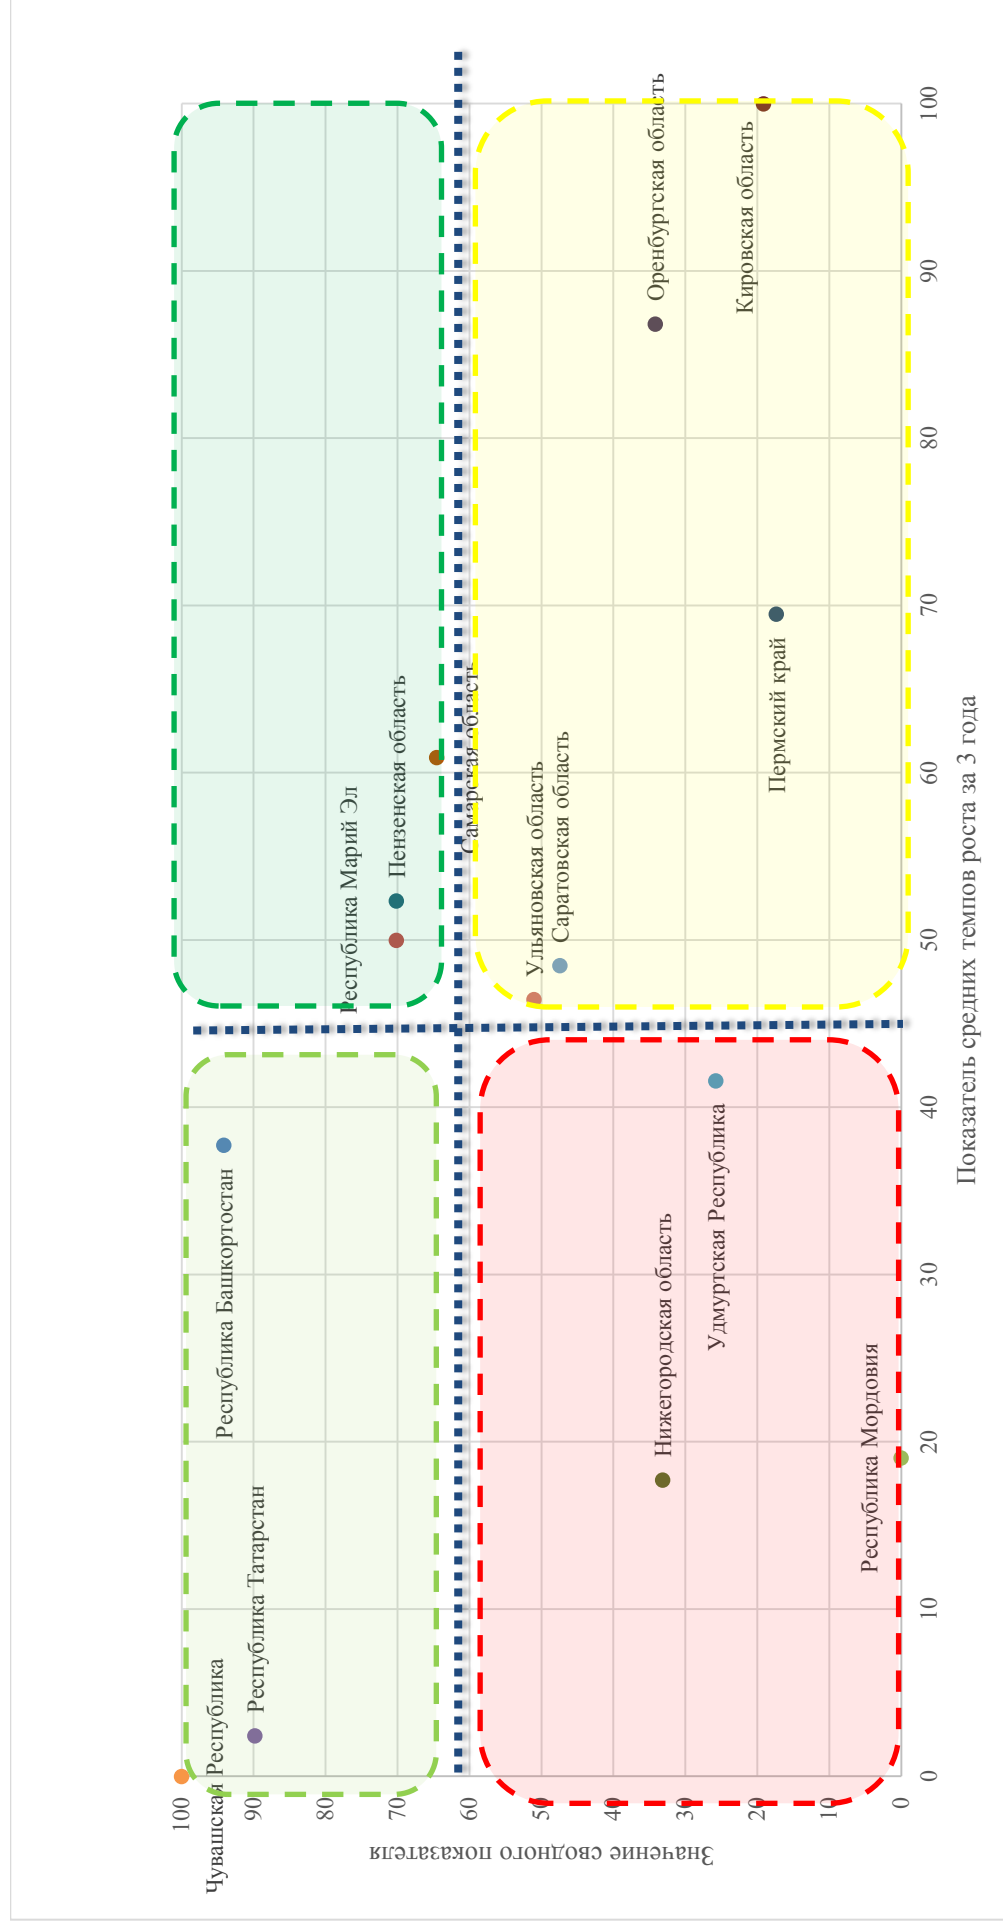 Значение сводного показателя
100
90
80
70
60
50
40
30
20
10
0
Чувашская Республика
Республика Татарстан
Республика Башкортостан
Республика Марий Эл
Пензенская область
Самарская область
Ульяновская область
Саратовская область
Оренбургская область
Нижегородская область
Удмуртская Республика
Кировская область
Пермский край
Республика Мордовия
0
10
20
30
40
50
60
70
80
90
100
Показатель средних темпов роста за 3 года